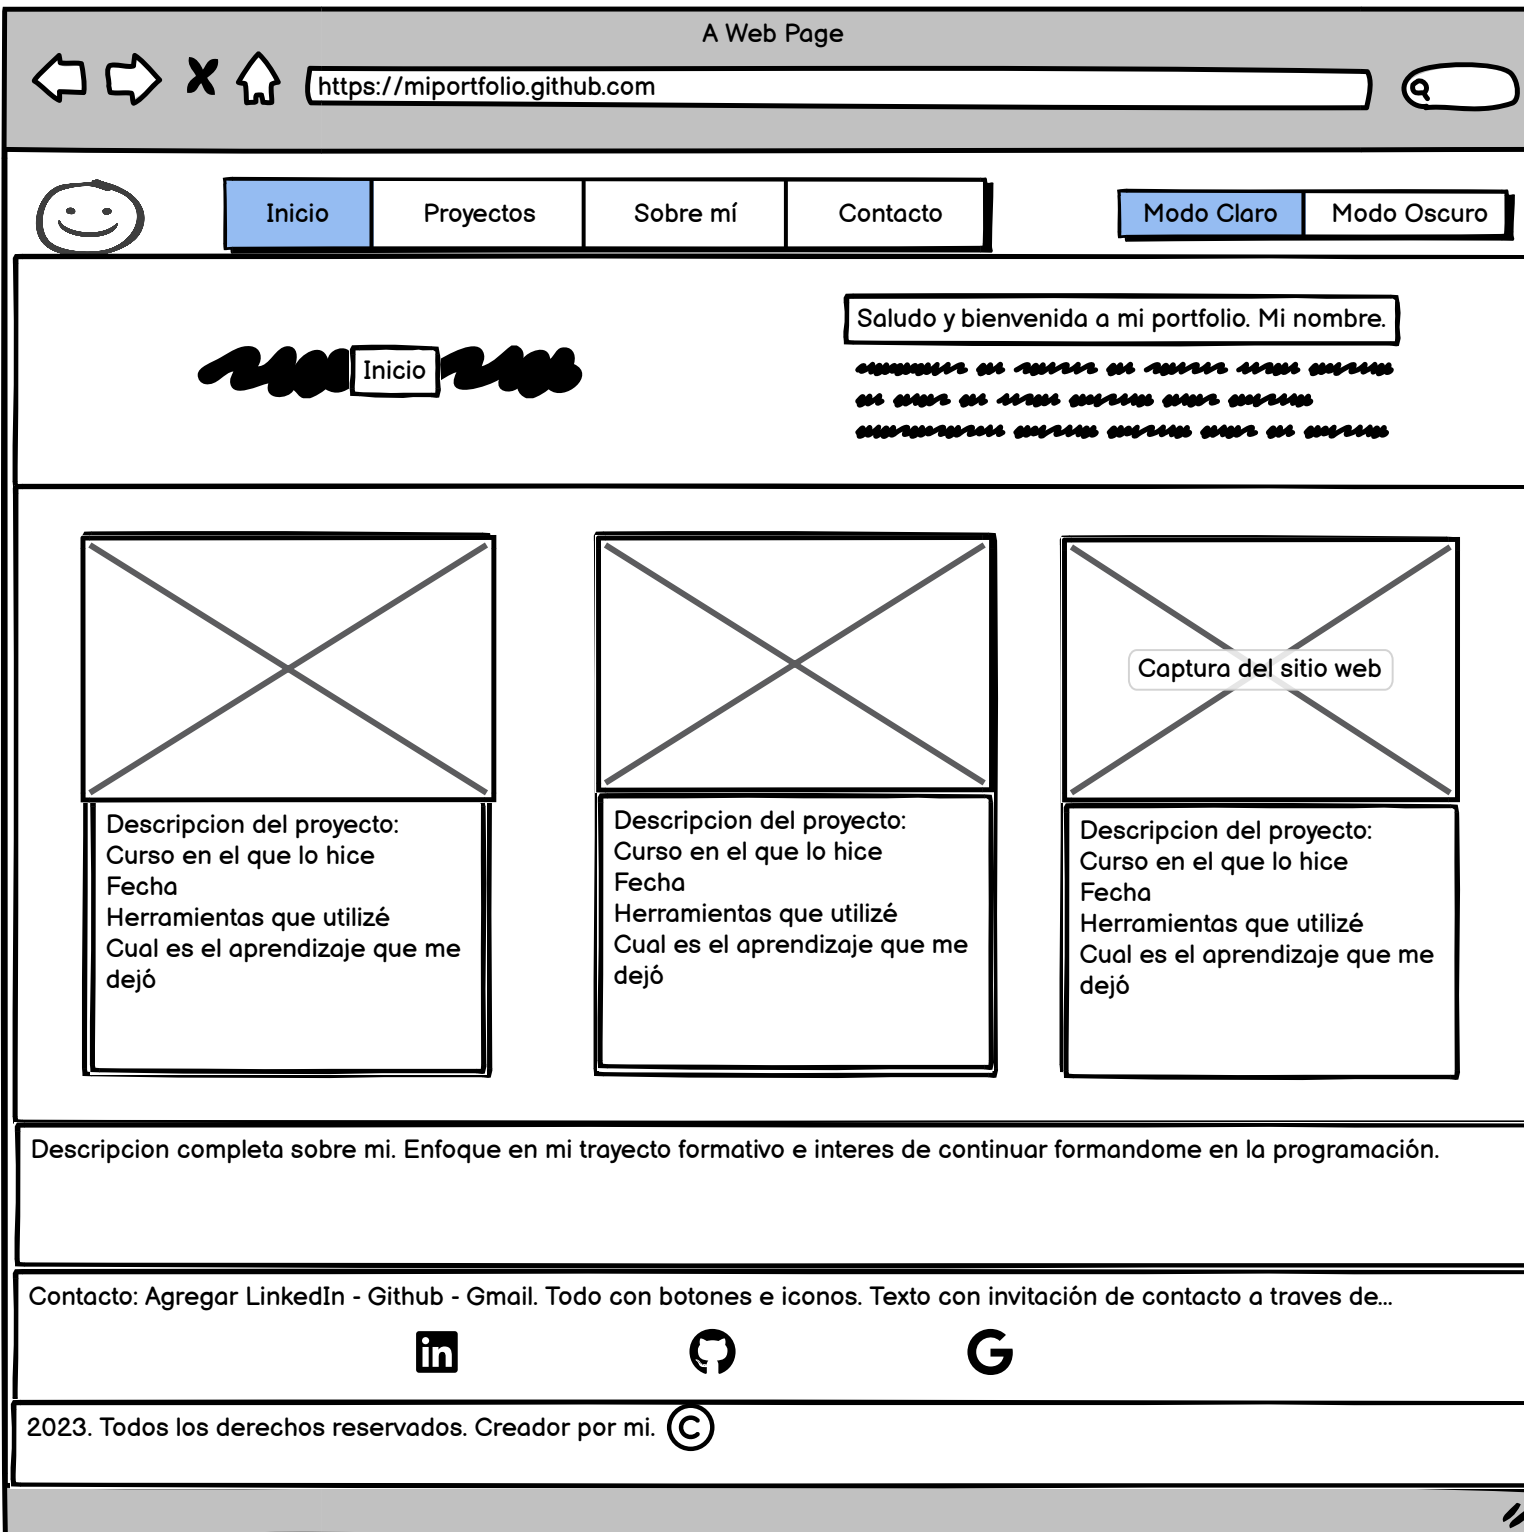 A Web Page
https://miportfolio.github.com
Inicio
Proyectos
Sobre mí
Contacto
Modo Claro
Modo Oscuro
Inicio
Saludo y bienvenida a mi portfolio. Mi nombre.
Captura del sitio web
Descripcion del proyecto:
Curso en el que lo hice
Fecha
Herramientas que utilizé
Cual es el aprendizaje que me
dejó
Descripcion del proyecto:
Curso en el que lo hice
Fecha
Herramientas que utilizé
Cual es el aprendizaje que me
dejó
Descripcion del proyecto:
Curso en el que lo hice
Fecha
Herramientas que utilizé
Cual es el aprendizaje que me
dejó
Descripcion completa sobre mi. Enfoque en mi trayecto formativo e interes de continuar formandome en la programación.
Contacto: Agregar LinkedIn - Github - Gmail. Todo con botones e iconos. Texto con invitación de contacto a traves de...
in
G
2023. Todos los derechos reservados. Creador por mi. ©